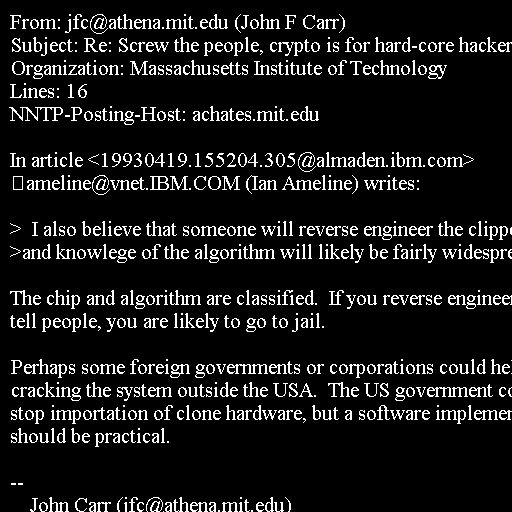 From: jfc@athena.mit.edu (John F Carr)
Subject: Re: Screw the people, crypto is for hard-core hacker
Organization: Massachusetts Institute of Technology
Lines: 16
NNTP-Posting-Host: achates.mit.edu
In article <19930419.155204.305@almaden.ibm.com>
ameline@vnet.IBM.COM (Ian Ameline) writes:
>  I also believe that someone will reverse engineer the clippe
>and knowlege of the algorithm will likely be fairly widespre
The chip and algorithm are classified.  If you reverse engineer
tell people, you are likely to go to jail.
Perhaps some foreign governments or corporations could hel
cracking the system outside the USA.  The US government co
stop importation of clone hardware, but a software implemen
should be practical.
--
John Carr (jfc@athena.mit.edu)